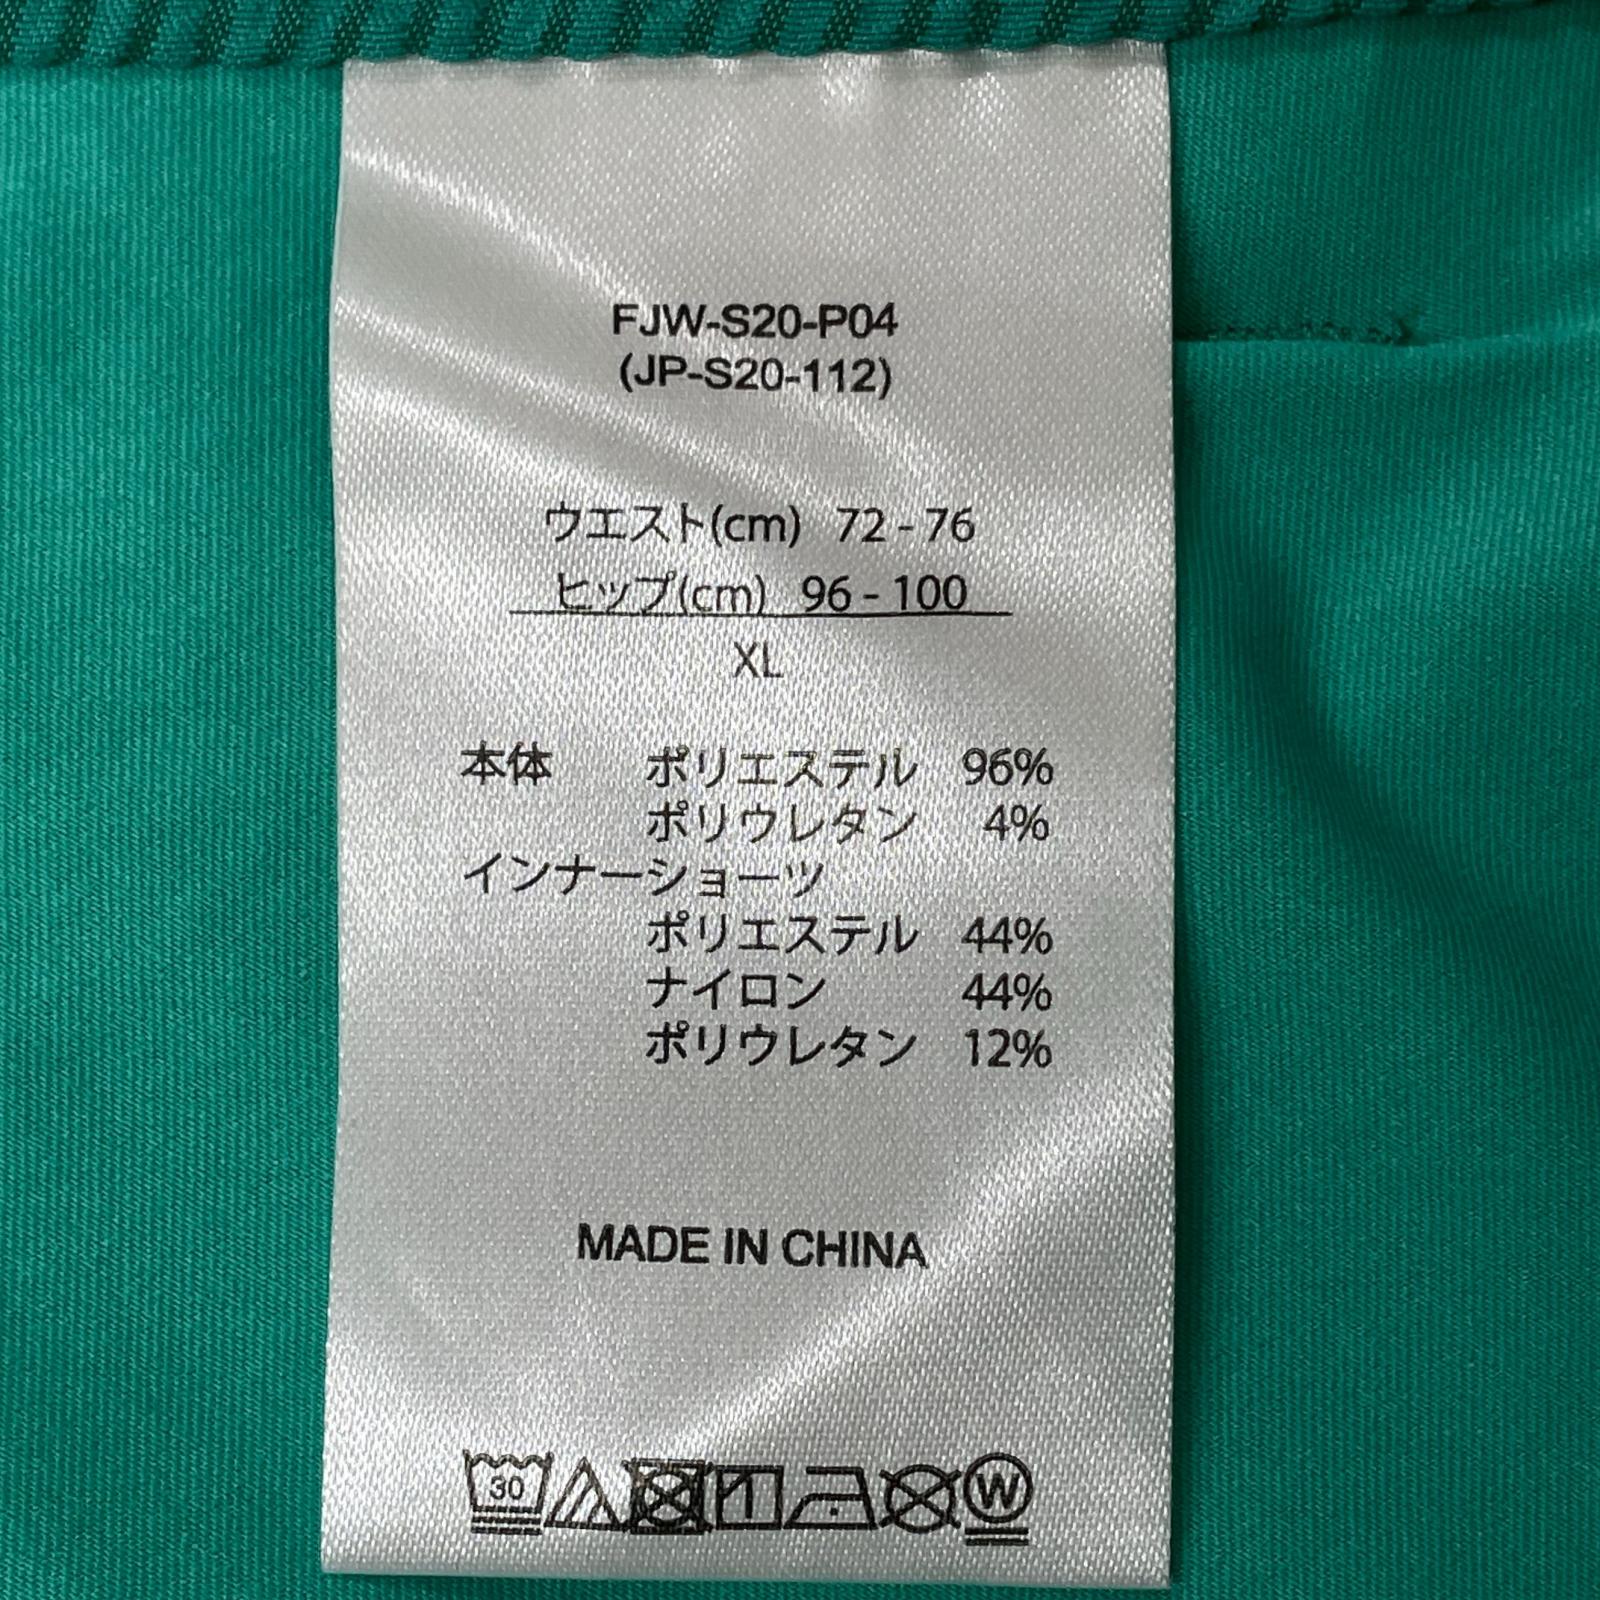 FJW-S20-P04
(JP-S20-112)
ウエスト(cm) 72 - 76
ヒップ(cm) 96 - 100
XL
本体 ポリエステル 96%
ポリウレタン 4%
インナーショーツ
ポリエステル 44%
ナイロン 44%
ポリウレタン 12%
MADE IN CHINA
30 W